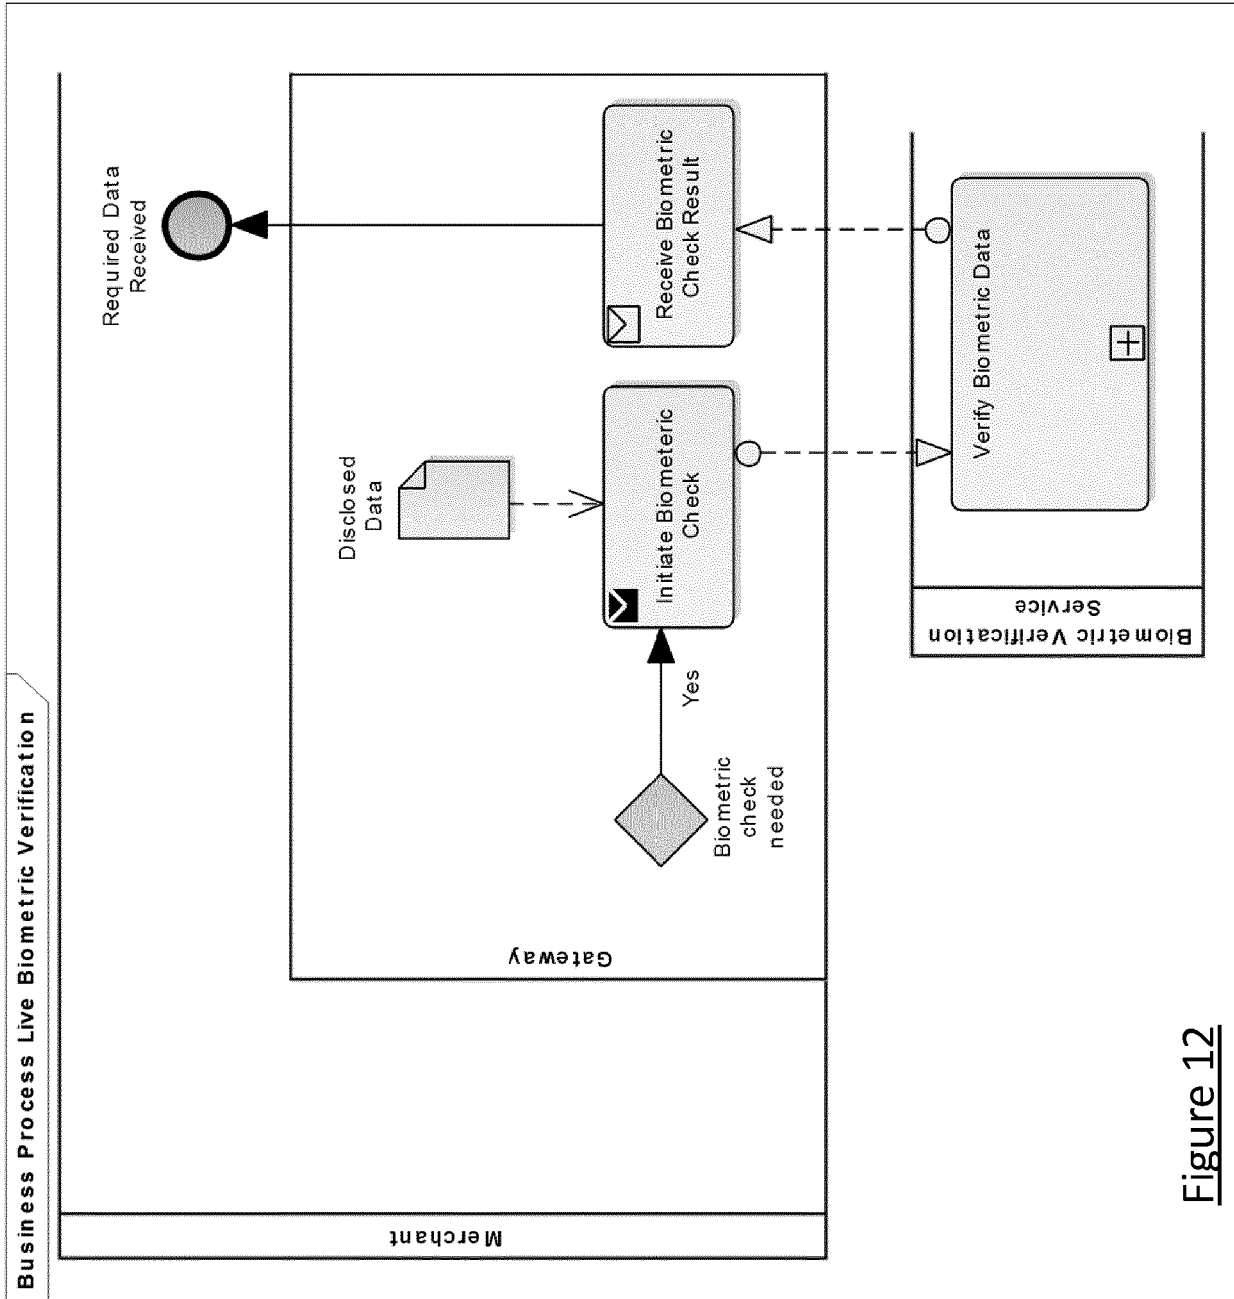 Business Process Live Biometric Verification
Merchant
Gateway
Required Data
Received
Disclosed
Data
Biometric
check
needed
Yes
Initiate Biometeric
Check
Receive Biometric
Check Result
Biometric Verification
Service
Verify Biometric Data
Figure 12